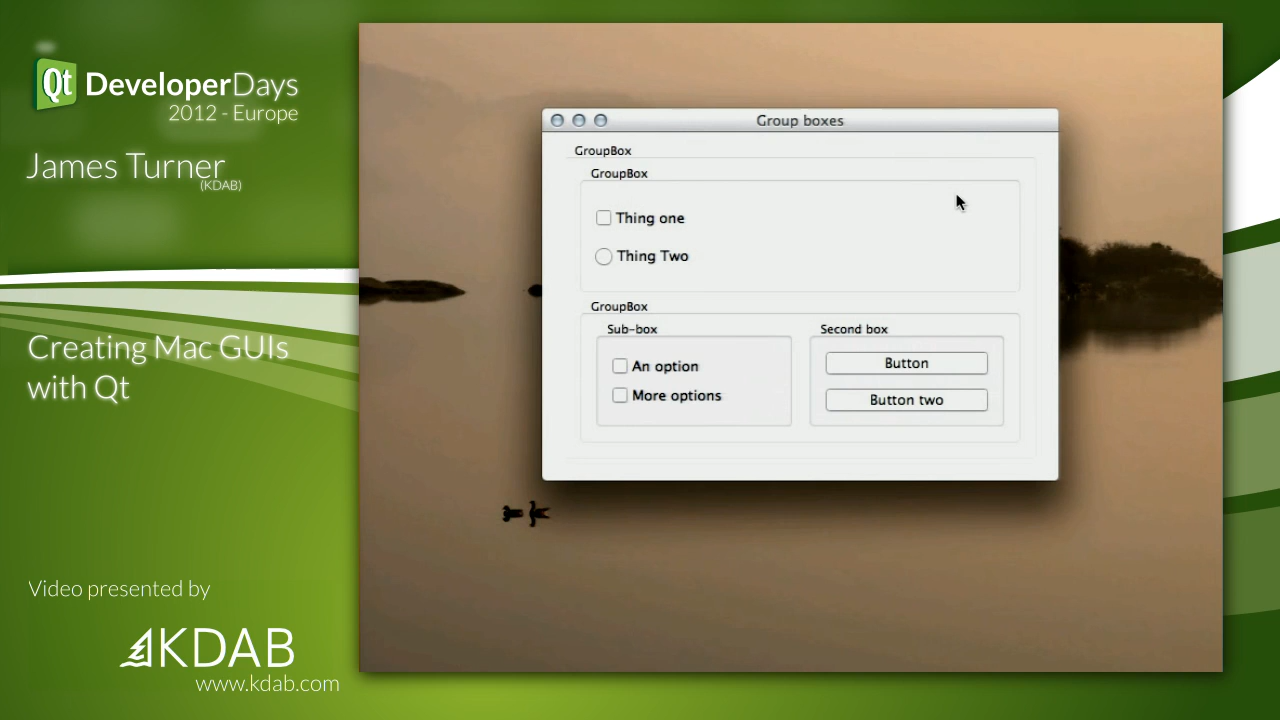 Qt DeveloperDays
2012 - Europe
James Turner
(KDAB)
Creating Mac GUIs
with Qt
Video presented by
KDAB
www.kdab.com
Group boxes
GroupBox
GroupBox
Thing one
Thing Two
GroupBox
Sub-box
An option
More options
Second box
Button
Button two